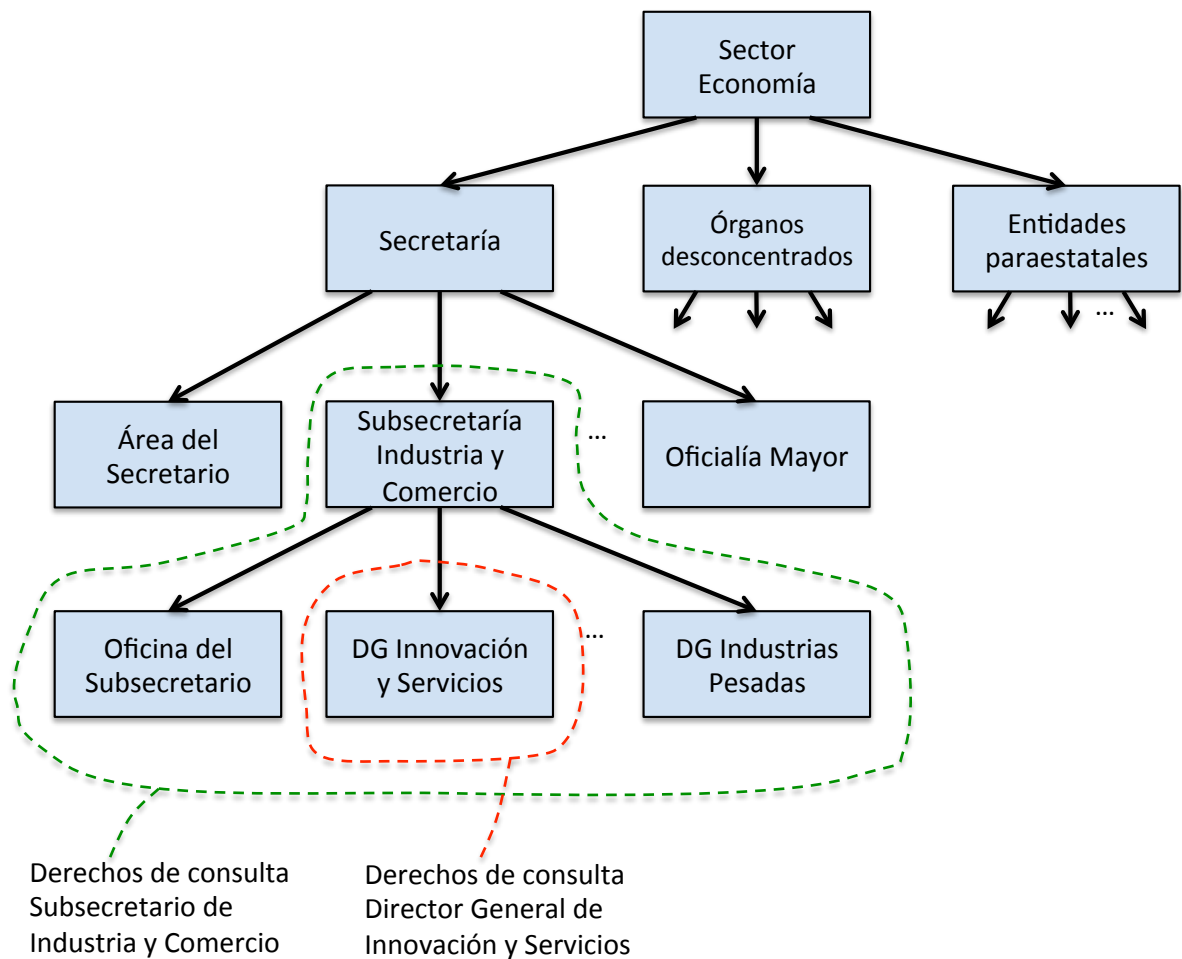 Sector
Economía
Secretaría
Órganos
desconcentrados
Entidades
paraestatales
...
Área del
Secretario
Subsecretaría
Industria y
Comercio
...
Oficialía Mayor
Oficina del
Subsecretario
DG Innovación
y Servicios
...
DG Industrias
Pesadas
Derechos de consulta
Subsecretario de
Industria y Comercio
Derechos de consulta
Director General de
Innovación y Servicios